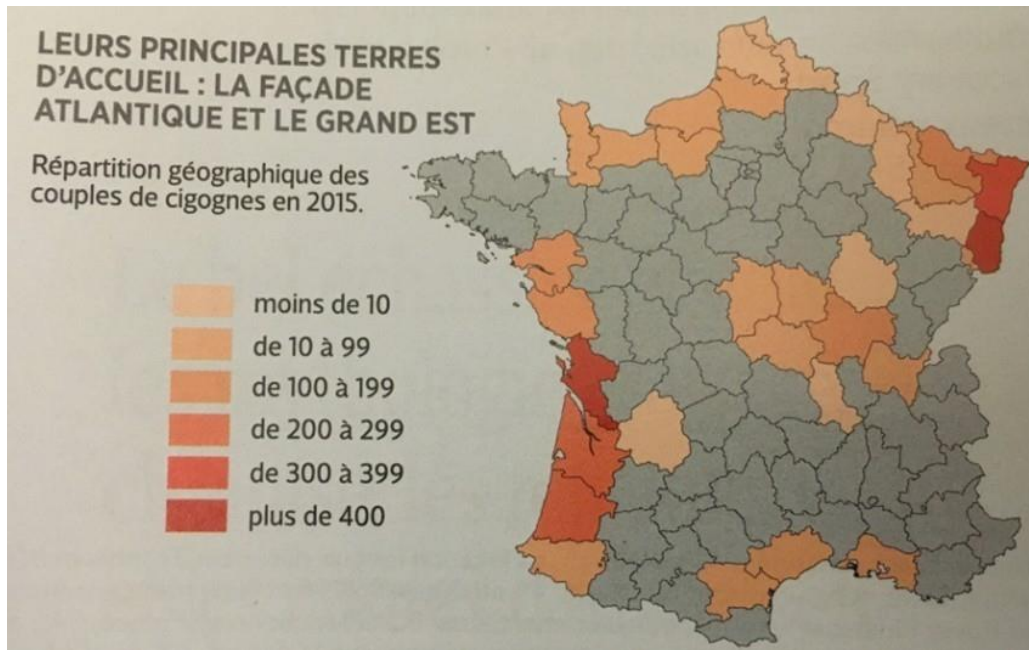 LEURS PRINCIPALES TERRES
D'ACCUEIL : LA FAÇADE
ATLANTIQUE ET LE GRAND EST
Répartition géographique des
couples de cigognes en 2015.
moins de 10
de 10 à 99
de 100 à 199
de 200 à 299
de 300 à 399
plus de 400